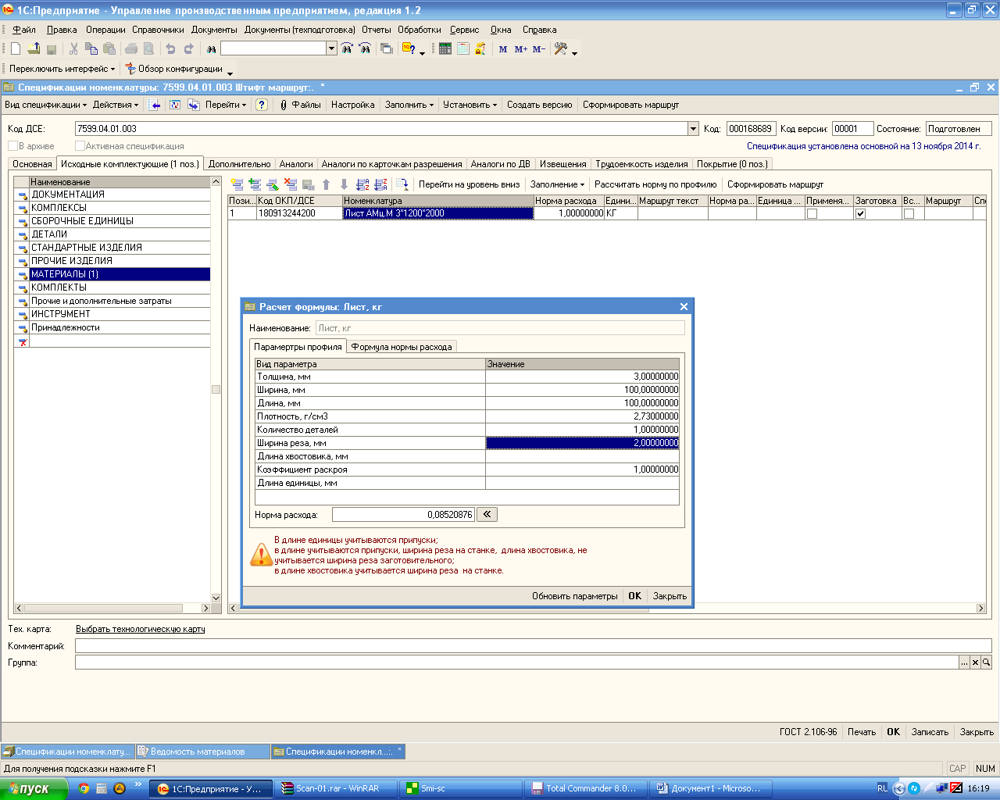 1С:Предприятие - Управление производственным предприятием, редакция 1.2
Файл Правка Операции Справочники Документы Документы (техподготовка) Отчеты Обработки Сервис Окна Справка
M M+ M-
Переключить интерфейс Обзор конфигурации
Спецификации номенклатуры: 7599.04.01.003 Штифт маршрут:. *
Вид спецификации Действия Перейти Файлы Настройка Заполнить Установить Создать версию Сформировать маршрут
Код ДСЕ: 7599.04.01.003 Код: 000168689 Код версии: 00001 Состояние: Подготовлен
В архиве Активная спецификация Спецификация установлена основной на 13 ноября 2014 г.
Основная Исходные комплектующие (1 поз.) Дополнительно Аналоги Аналоги по карточкам разрешения Аналоги по ДВ Извещения Трудоемкость изделия Покрытие (0 поз.)
Перейти на уровень вниз Заполнение Рассчитать норму по профилю Сформировать маршрут
Наименование
ДОКУМЕНТАЦИЯ
КОМПЛЕКСЫ
СБОРОЧНЫЕ ЕДИНИЦЫ
ДЕТАЛИ
СТАНДАРТНЫЕ ИЗДЕЛИЯ
ПРОЧИЕ ИЗДЕЛИЯ
МАТЕРИАЛЫ (1)
КОМПЛЕКТЫ
Прочие и дополнительные затраты
ИНСТРУМЕНТ
Принадлежности
Пози... Код ОКП/ДСЕ Номенклатура Норма расхода Едини... Маршрут текст Норма ра... Единица ... Применя... Заготовка Вс... Маршрут Спе
1 180913244200 Лист АМц.М 3*1200*2000 1,00000000 КГ
Расчет формулы: Лист, кг
Наименование: Лист, кг
Параметры профиля Формула нормы расхода
Вид параметра Значение
Толщина, мм 3,00000000
Ширина, мм 100,00000000
Длина, мм 100,00000000
Плотность, г/см3 2,73000000
Количество деталей 1,00000000
Ширина реза, мм 2,00000000
Длина хвостовика, мм
Коэффициент раскроя 1,00000000
Длина единицы, мм
Норма расхода: 0,08520876
В длине единицы учитываются припуски;
в длине учитываются припуски, ширина реза на станке, длина хвостовика, не
учитывается ширина реза заготовительного;
в длине хвостовика учитывается ширина реза на станке.
Обновить параметры OK Закрыть
Тех. карта: Выбрать технологическую карту
Комментарий:
Группа:
ГОСТ 2.106-96 Печать OK Записать Закрыть
Спецификации номенклату... Ведомость материалов Спецификации номенкл...:. *
Для получения подсказки нажмите F1 CAP NUM
пуск 1С:Предприятие - У... Scan-01.rar - WinRAR Smi-sc Total Commander 8.0... Документ1 - Microso... RU 16:19